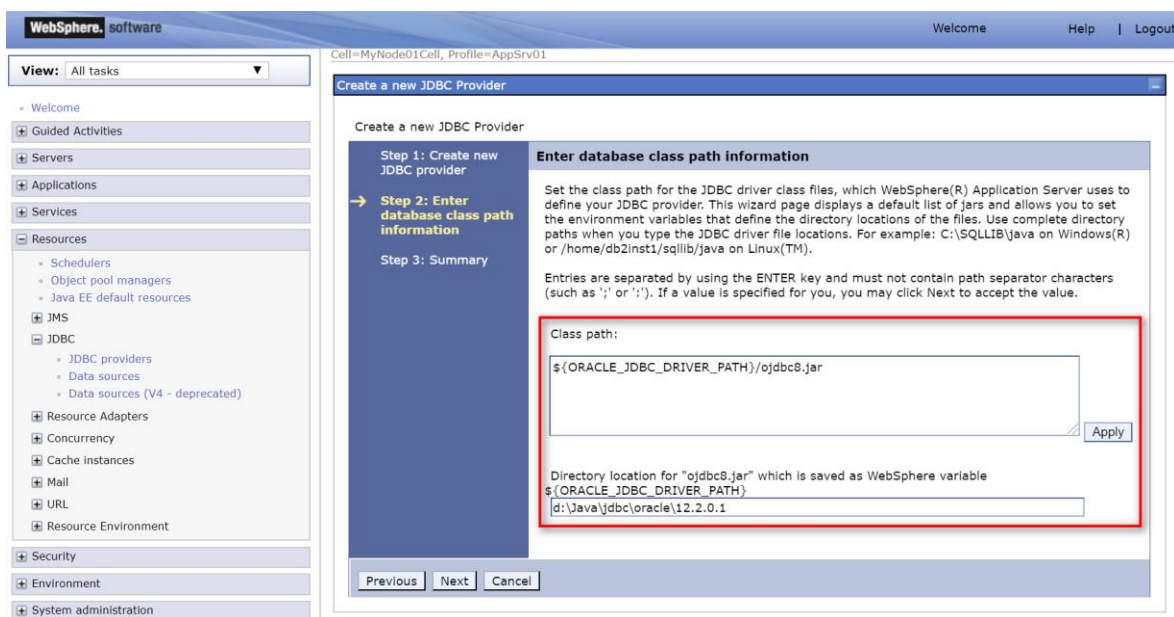 WebSphere. software
Welcome Help | Logout
View: All tasks
Welcome
Guided Activities
Servers
Applications
Services
Resources
Schedulers
Object pool managers
Java EE default resources
JMS
JDBC
JDBC providers
Data sources
Data sources (V4 - deprecated)
Resource Adapters
Concurrency
Cache instances
Mail
URL
Resource Environment
Security
Environment
System administration
Cell=MyNode01Cell, Profile=AppSrv01
Create a new JDBC Provider
Create a new JDBC Provider
Step 1: Create new
JDBC provider
Step 2: Enter
database class path
information
Step 3: Summary
Enter database class path information
Set the class path for the JDBC driver class files, which WebSphere(R) Application Server uses to
define your JDBC provider. This wizard page displays a default list of jars and allows you to set
the environment variables that define the directory locations of the files. Use complete directory
paths when you type the JDBC driver file locations. For example: C:\SQLLIB\java on Windows(R)
or /home/db2inst1/sqllib/java on Linux(TM).
Entries are separated by using the ENTER key and must not contain path separator characters
(such as ';' or ':'). If a value is specified for you, you may click Next to accept the value.
Class path:
${ORACLE_JDBC_DRIVER_PATH}/ojdbc8.jar
Apply
Directory location for "ojdbc8.jar" which is saved as WebSphere variable
${ORACLE_JDBC_DRIVER_PATH}
d:\Java\jdbc\oracle\12.2.0.1
Previous Next Cancel